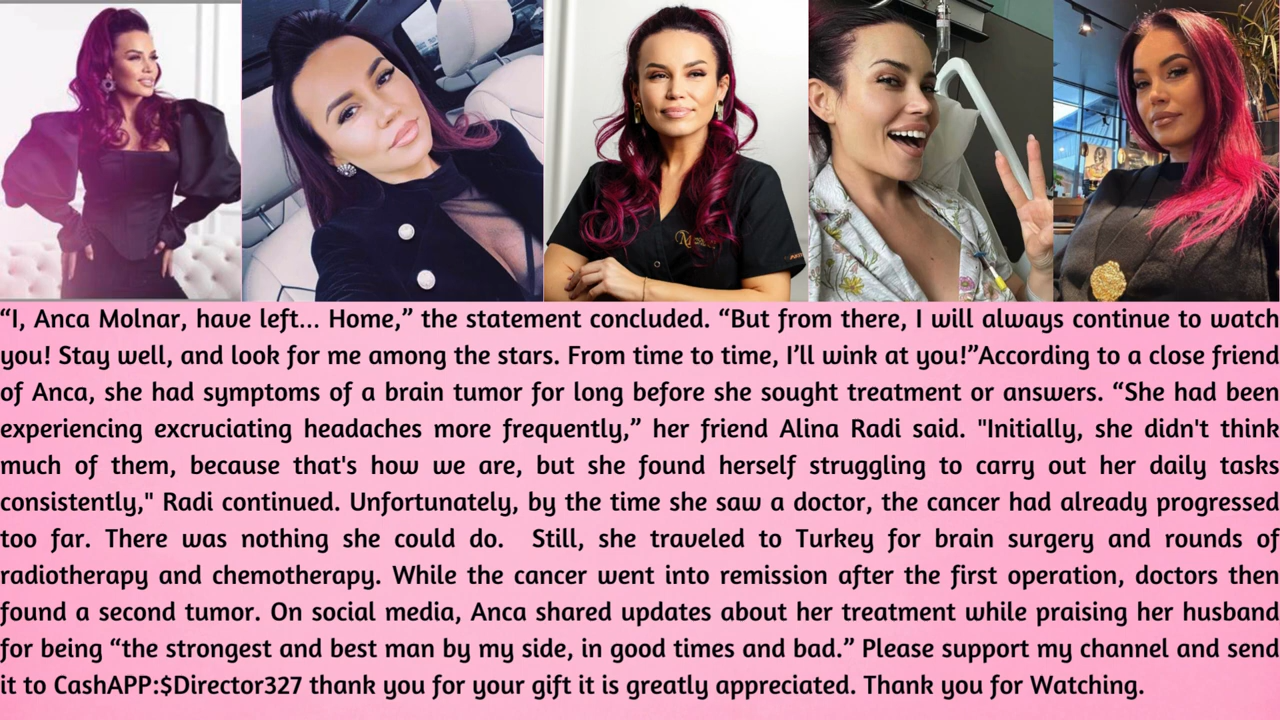 “I, Anca Molnar, have left... Home,” the statement concluded. “But from there, I will always continue to watch
you! Stay well, and look for me among the stars. From time to time, I’ll wink at you!”According to a close friend
of Anca, she had symptoms of a brain tumor for long before she sought treatment or answers. “She had been
experiencing excruciating headaches more frequently,” her friend Alina Radi said. "Initially, she didn't think
much of them, because that's how we are, but she found herself struggling to carry out her daily tasks
consistently," Radi continued. Unfortunately, by the time she saw a doctor, the cancer had already progressed
too far. There was nothing she could do. Still, she traveled to Turkey for brain surgery and rounds of
radiotherapy and chemotherapy. While the cancer went into remission after the first operation, doctors then
found a second tumor. On social media, Anca shared updates about her treatment while praising her husband
for being “the strongest and best man by my side, in good times and bad.” Please support my channel and send
it to CashAPP:$Director327 thank you for your gift it is greatly appreciated. Thank you for Watching.